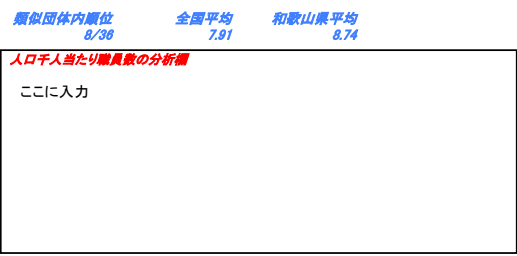 類似団体内順位 全国平均 和歌山県平均
8/36 7.91 8.74
人口千人当たり職員数の分析欄
ここに入力